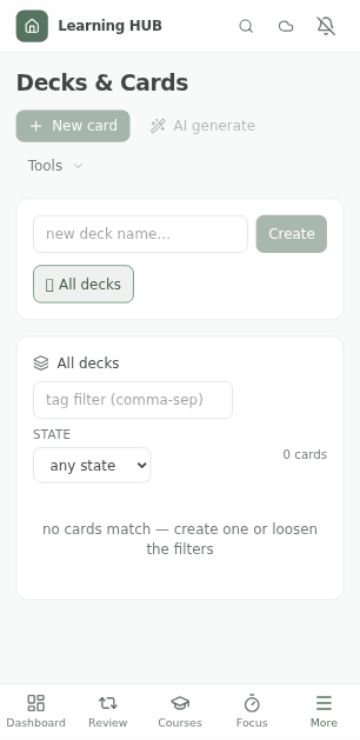 Learning HUB
Decks & Cards
+ New card
AI generate
Tools
new deck name...
Create
All decks
All decks
tag filter (comma-sep)
STATE
any state
0 cards
no cards match — create one or loosen
the filters
Dashboard
Review
Courses
Focus
More